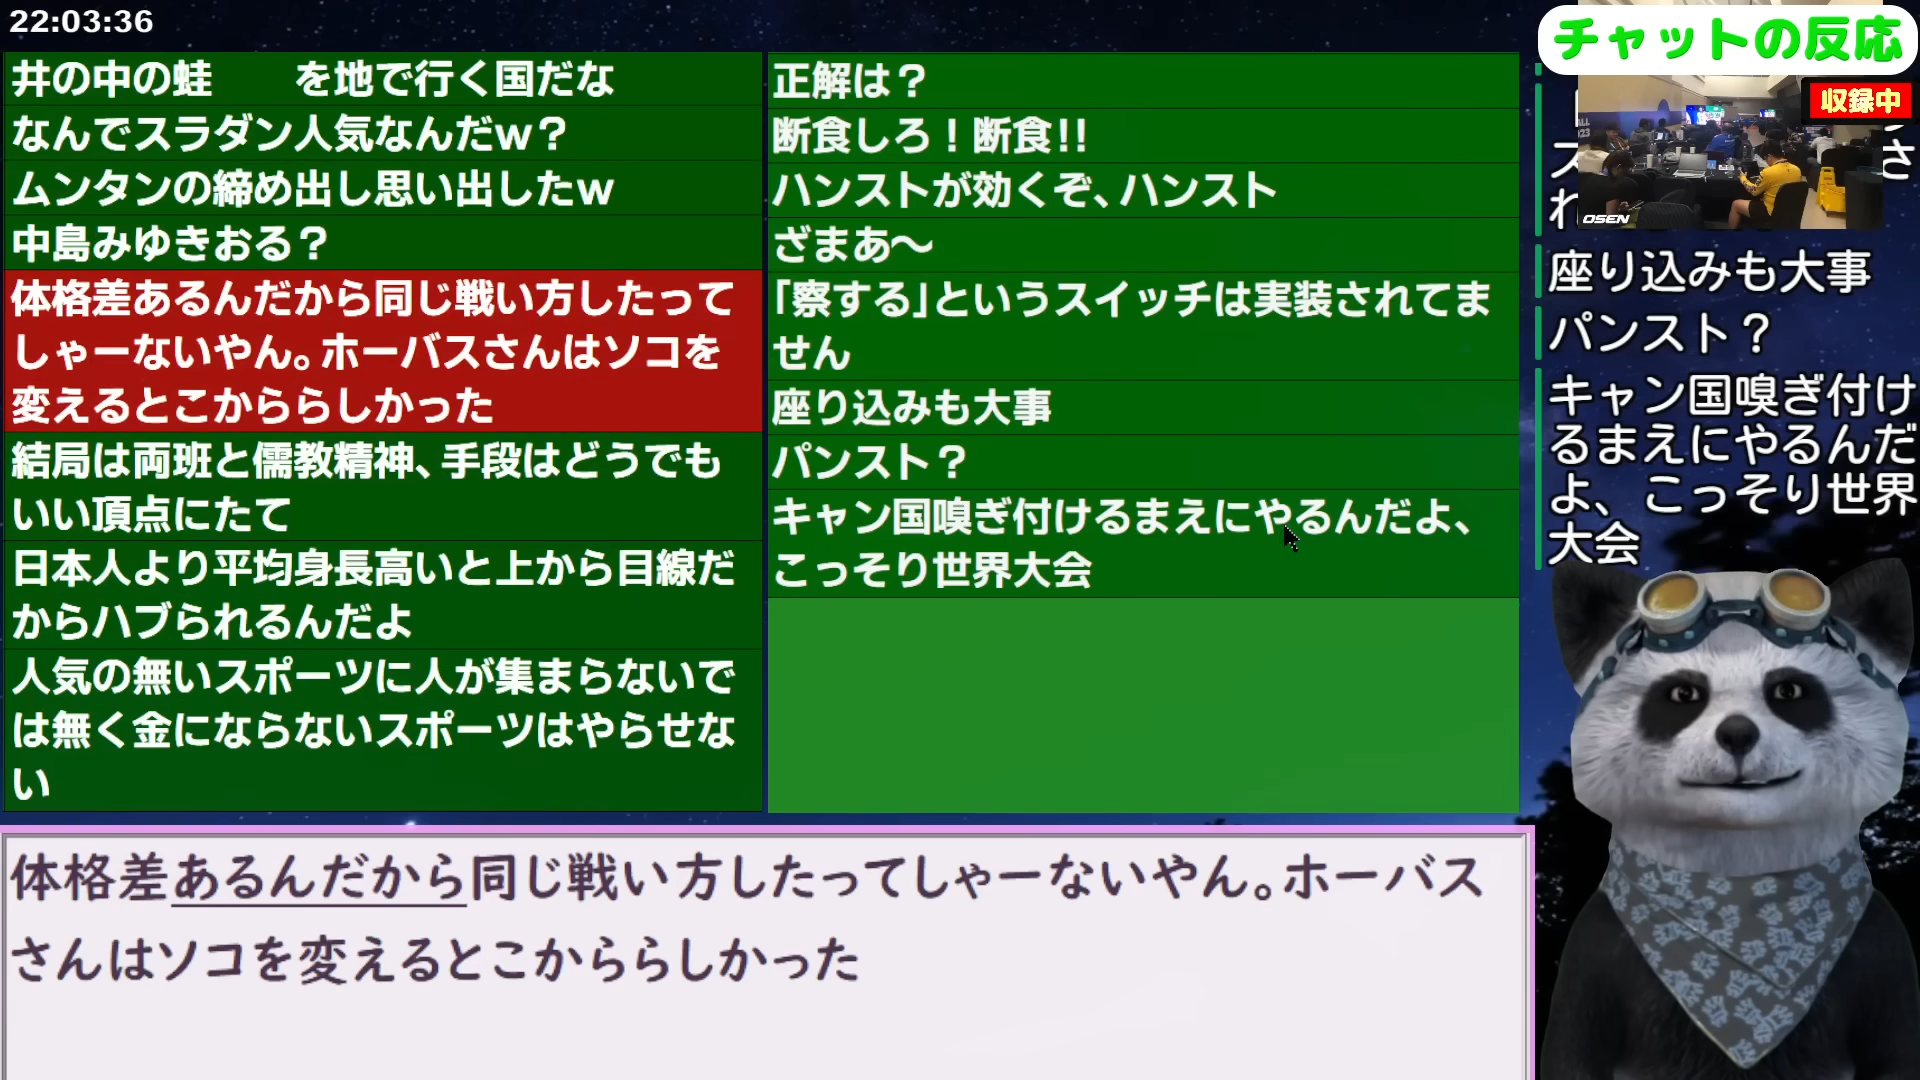 22:03:36
井の中の蛙　　を地で行く国だな
なんでスラダン人気なんだw？
ムンタンの締め出し思い出したw
中島みゆきおる？
体格差あるんだから同じ戦い方したって
しゃーないやん。ホーバスさんはソコを
変えるとこかららしかった
結局は両班と儒教精神、手段はどうでも
いい頂点にたて
日本人より平均身長高いと上から目線だ
からハブられるんだよ
人気の無いスポーツに人が集まらないで
は無く金にならないスポーツはやらせな
い
正解は？
断食しろ！断食!!
ハンストが効くぞ、ハンスト
ざまあ～
「察する」というスイッチは実装されてま
せん
座り込みも大事
パンスト？
キャン国嗅ぎ付けるまえにやるんだよ、
こっそり世界大会
チャットの反応
収録中
OSEN
さ
れ
座り込みも大事
パンスト？
キャン国嗅ぎ付け
るまえにやるんだ
よ、こっそり世界
大会
体格差あるんだから同じ戦い方したってしゃーないやん。ホーバス
さんはソコを変えるとこかららしかった